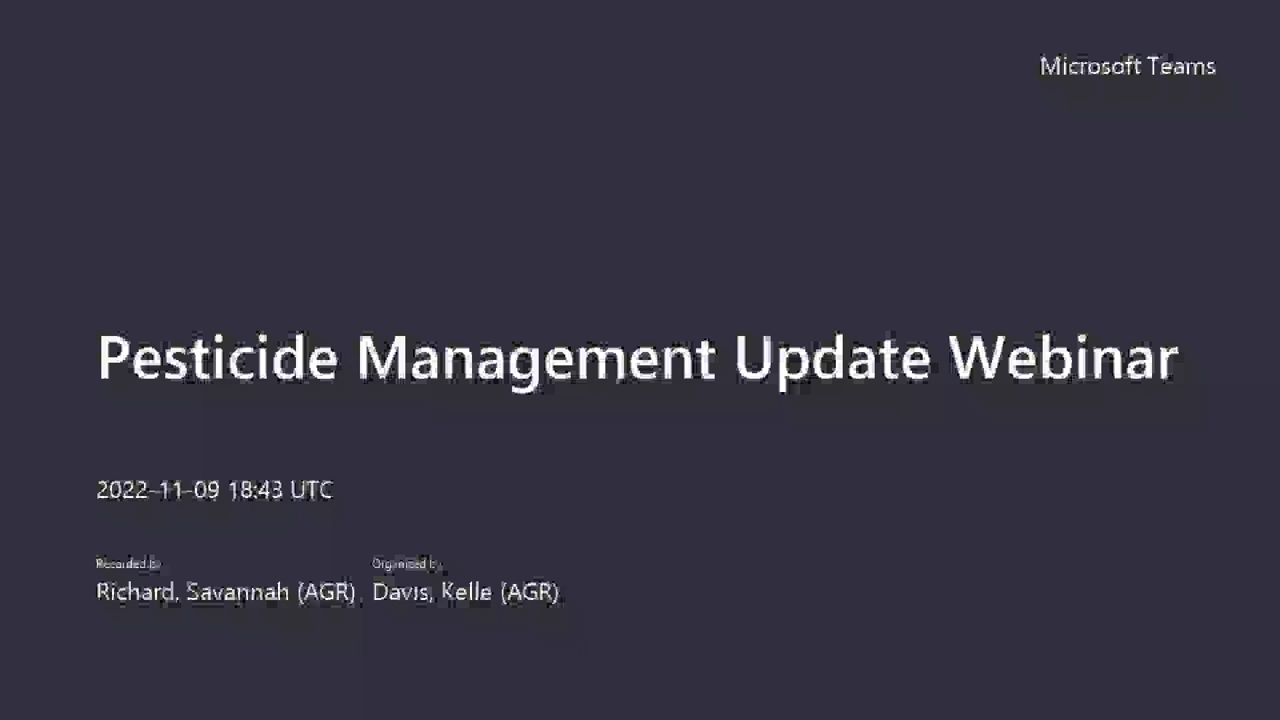 Microsoft Teams
Pesticide Management Update Webinar
2022-11-09 18:43 UTC
Recorded by Organized by
Richard, Savannah (AGR) Davis, Kelle (AGR)